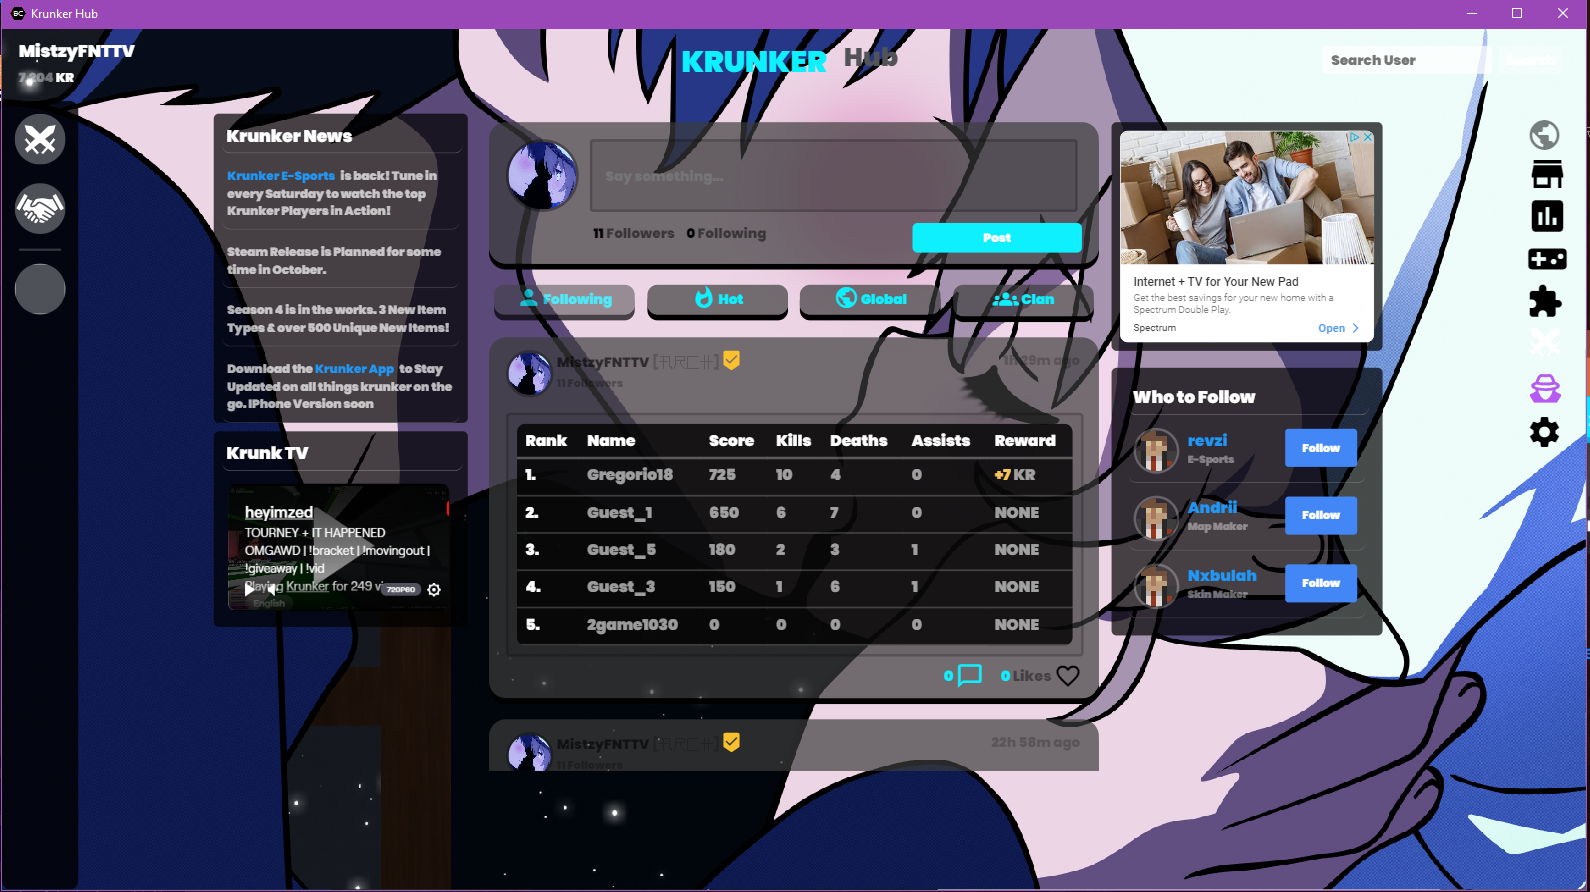 Krunker Hub
MistzyFNTTV
7,204 KR
KRUNKER Hub
Search User
Krunker News
Krunker E-Sports is back! Tune in
every Saturday to watch the top
Krunker Players in Action!
Steam Release is Planned for some
time in October.
Season 4 is in the works. 3 New Item
Types & over 500 Unique New Items!
Download the Krunker App to Stay
Updated on all things krunker on the
go. IPhone Version soon
Krunk TV
heyimzed
TOURNEY + IT HAPPENED
OMGAWD | !bracket | !movingout |
!giveaway | !vid
Playing Krunker for 249 vi
720P60
English
Say something...
11 Followers 0 Following
Post
Following
Hot
Global
Clan
MistzyFNTTV
1h 29m ago
11 Followers
Rank Name Score Kills Deaths Assists Reward
1. Gregorio18 725 10 4 0 +7 KR
2. Guest_1 650 6 7 0 NONE
3. Guest_5 180 2 3 1 NONE
4. Guest_3 150 1 6 1 NONE
5. 2game1030 0 0 0 0 NONE
0
0 Likes
MistzyFNTTV
22h 58m ago
11 Followers
Internet + TV for Your New Pad
Get the best savings for your new home with a
Spectrum Double Play.
Spectrum
Open
Who to Follow
revzi
E-Sports
Follow
Andrii
Map Maker
Follow
Nxbulah
Skin Maker
Follow